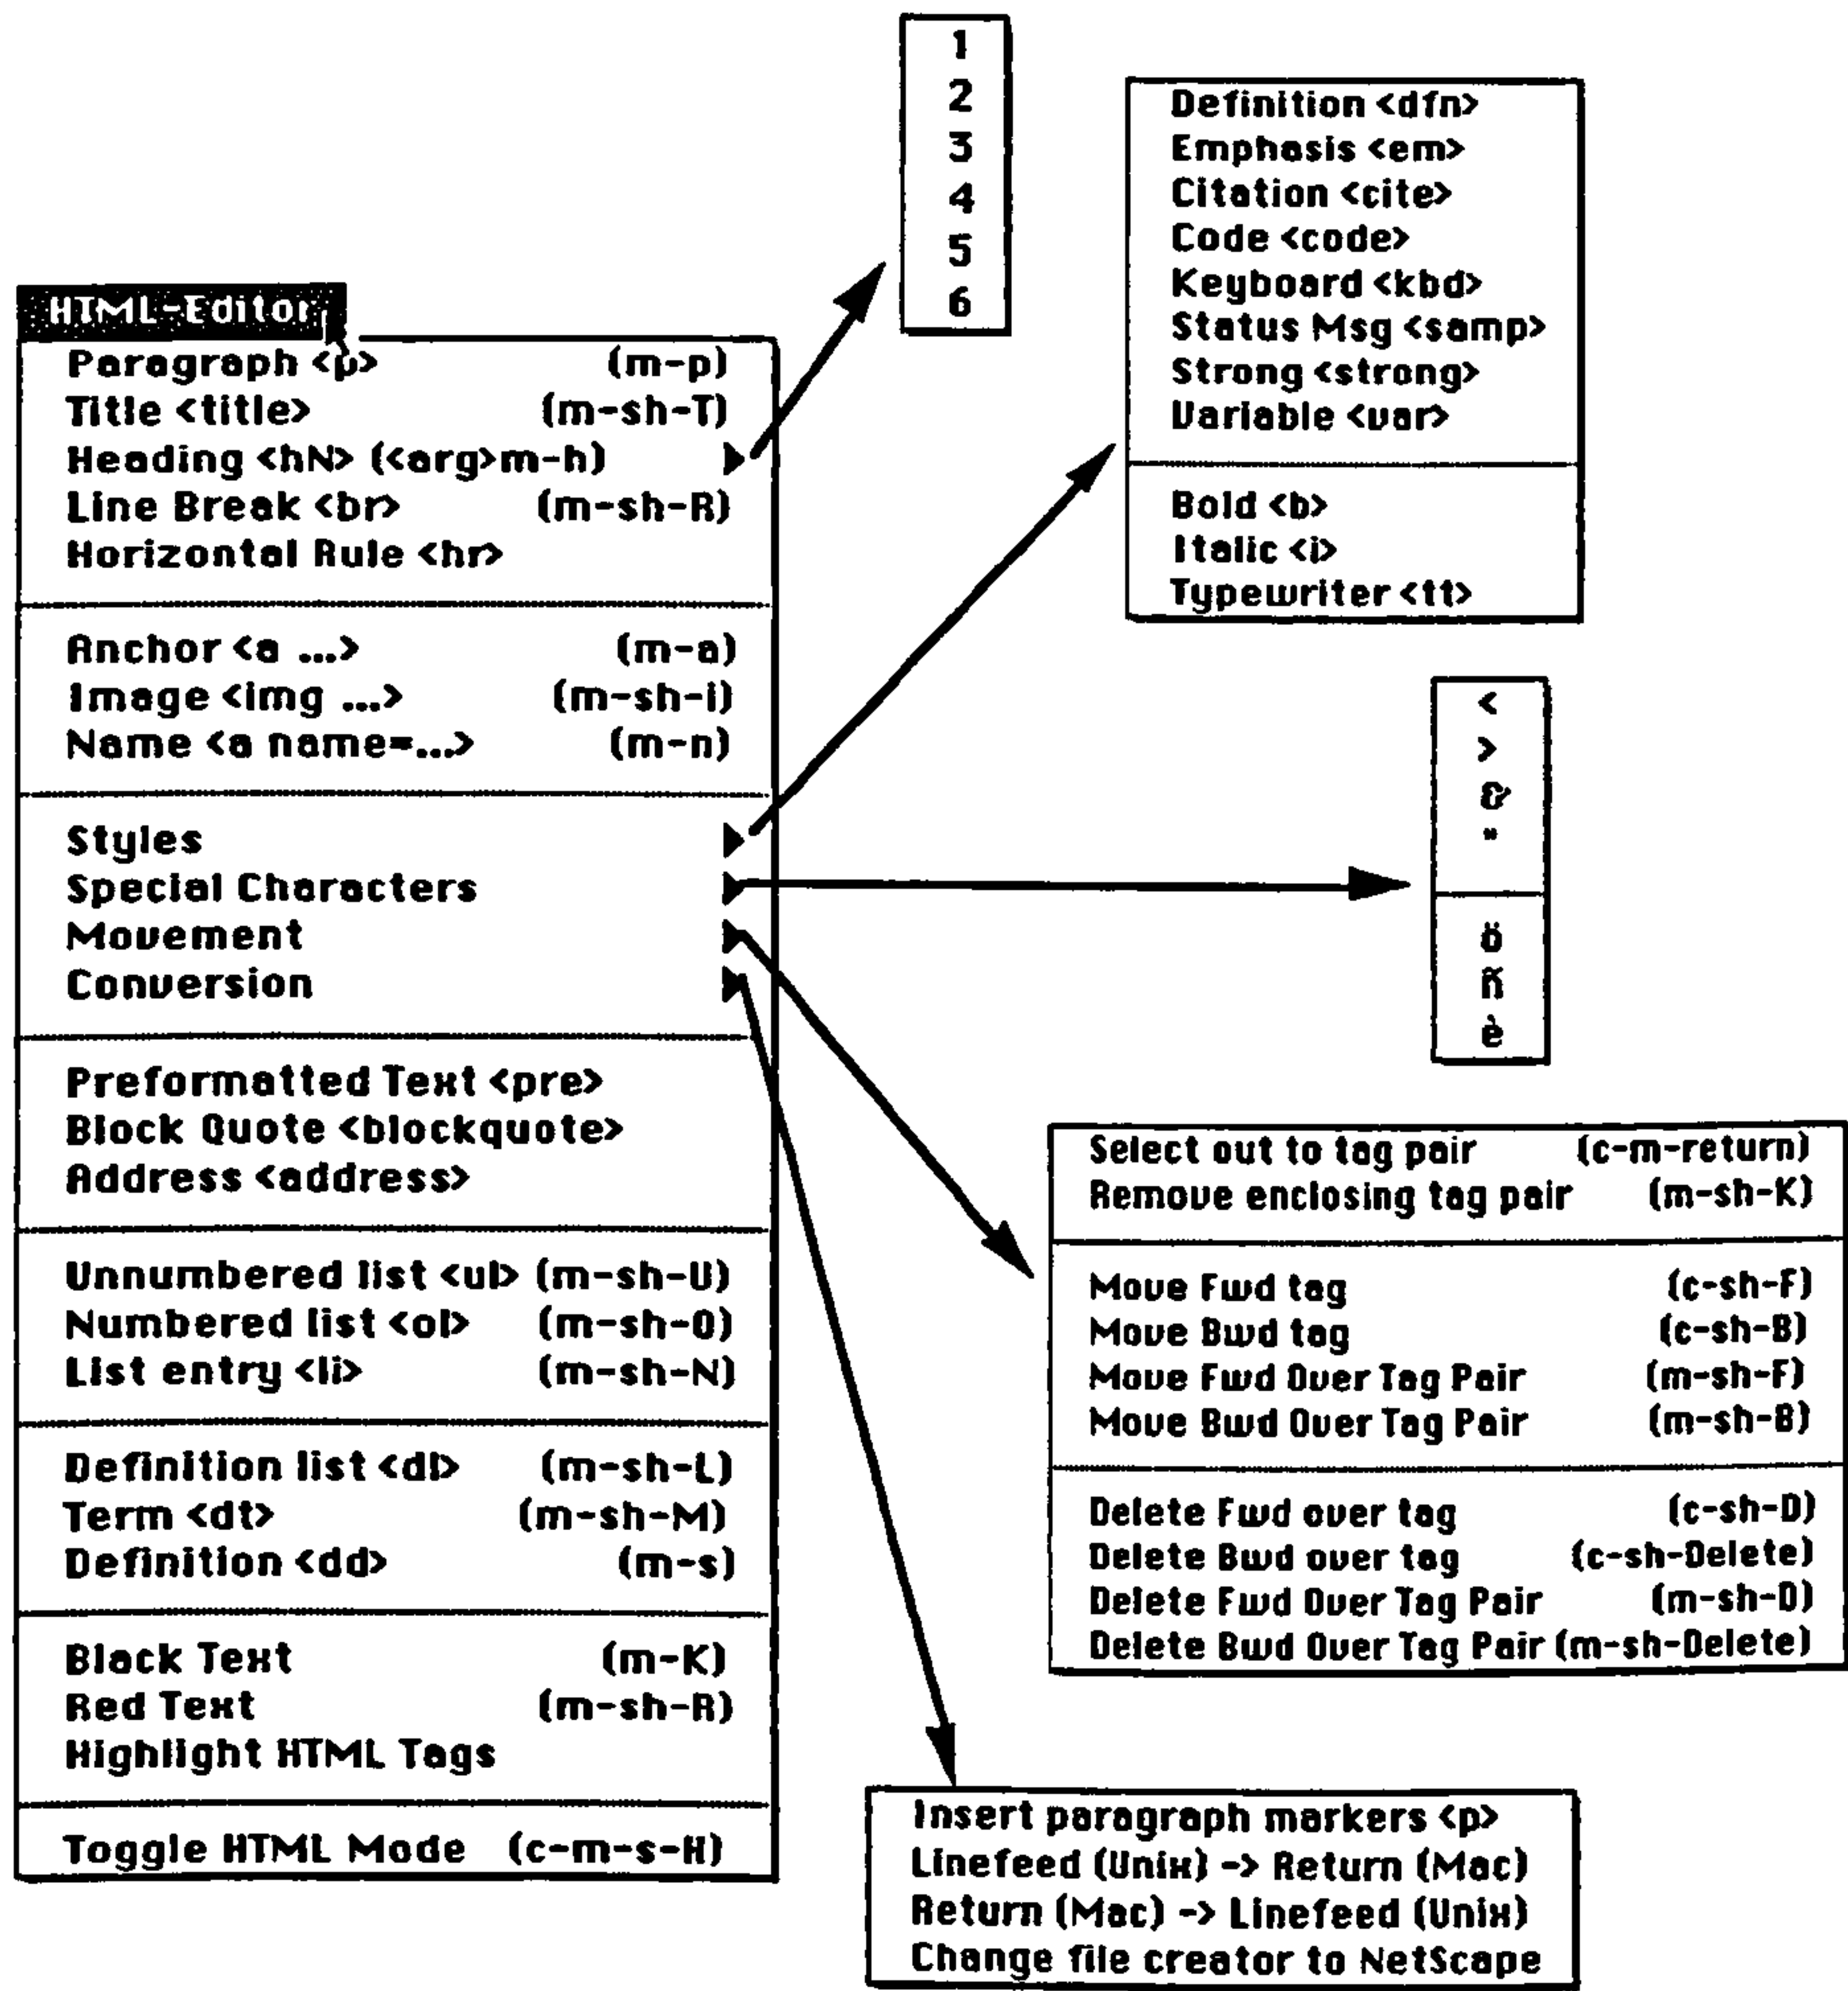 HTML-Editor
Paragraph <p> (m-p)
Title <title> (m-sh-T)
Heading <hN> (<arg>m-h)
Line Break <br> (m-sh-R)
Horizontal Rule <hr>
Anchor <a ...> (m-a)
Image <img ...> (m-sh-i)
Name <a name=...> (m-n)
Styles
Special Characters
Movement
Conversion
Preformatted Text <pre>
Block Quote <blockquote>
Address <address>
Unnumbered list <ul> (m-sh-U)
Numbered list <ol> (m-sh-O)
List entry <li> (m-sh-N)
Definition list <dl> (m-sh-L)
Term <dt> (m-sh-M)
Definition <dd> (m-s)
Black Text (m-K)
Red Text (m-sh-R)
Highlight HTML Tags
Toggle HTML Mode (c-m-s-H)
1
2
3
4
5
6
Definition <dfn>
Emphasis <em>
Citation <cite>
Code <code>
Keyboard <kbd>
Status Msg <samp>
Strong <strong>
Variable <var>
Bold <b>
Italic <i>
Typewriter <tt>
<
>
&
"
ö
ñ
è
Select out to tag pair (c-m-return)
Remove enclosing tag pair (m-sh-K)
Move Fwd tag (c-sh-F)
Move Bwd tag (c-sh-B)
Move Fwd Over Tag Pair (m-sh-F)
Move Bwd Over Tag Pair (m-sh-B)
Delete Fwd over tag (c-sh-D)
Delete Bwd over tag (c-sh-Delete)
Delete Fwd Over Tag Pair (m-sh-D)
Delete Bwd Over Tag Pair (m-sh-Delete)
Insert paragraph markers <p>
Linefeed (Unix) -> Return (Mac)
Return (Mac) -> Linefeed (Unix)
Change file creator to NetScape